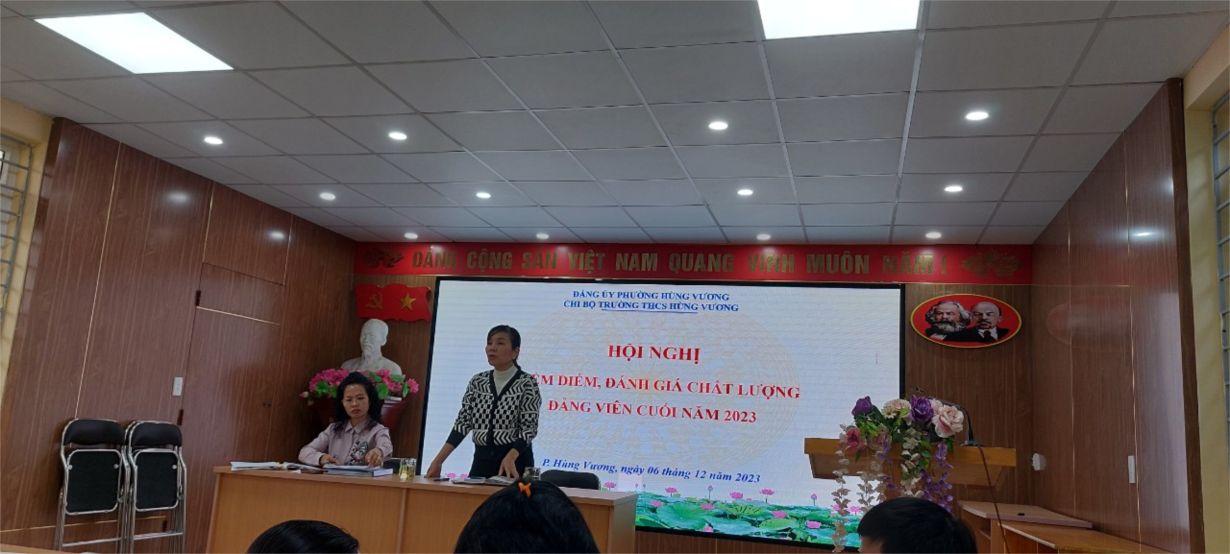 ĐẢNG CỘNG SẢN VIỆT NAM QUANG VINH MUÔN NĂM!
ĐẢNG ỦY PHƯỜNG HÙNG VƯƠNG
CHI BỘ TRƯỜNG THCS HÙNG VƯƠNG
HỘI NGHỊ
ĐIỂM, ĐÁNH GIÁ CHẤT LƯỢNG
ĐẢNG VIÊN CUỐI NĂM 2023
P. Hùng Vương, ngày 06 tháng 12 năm 2023